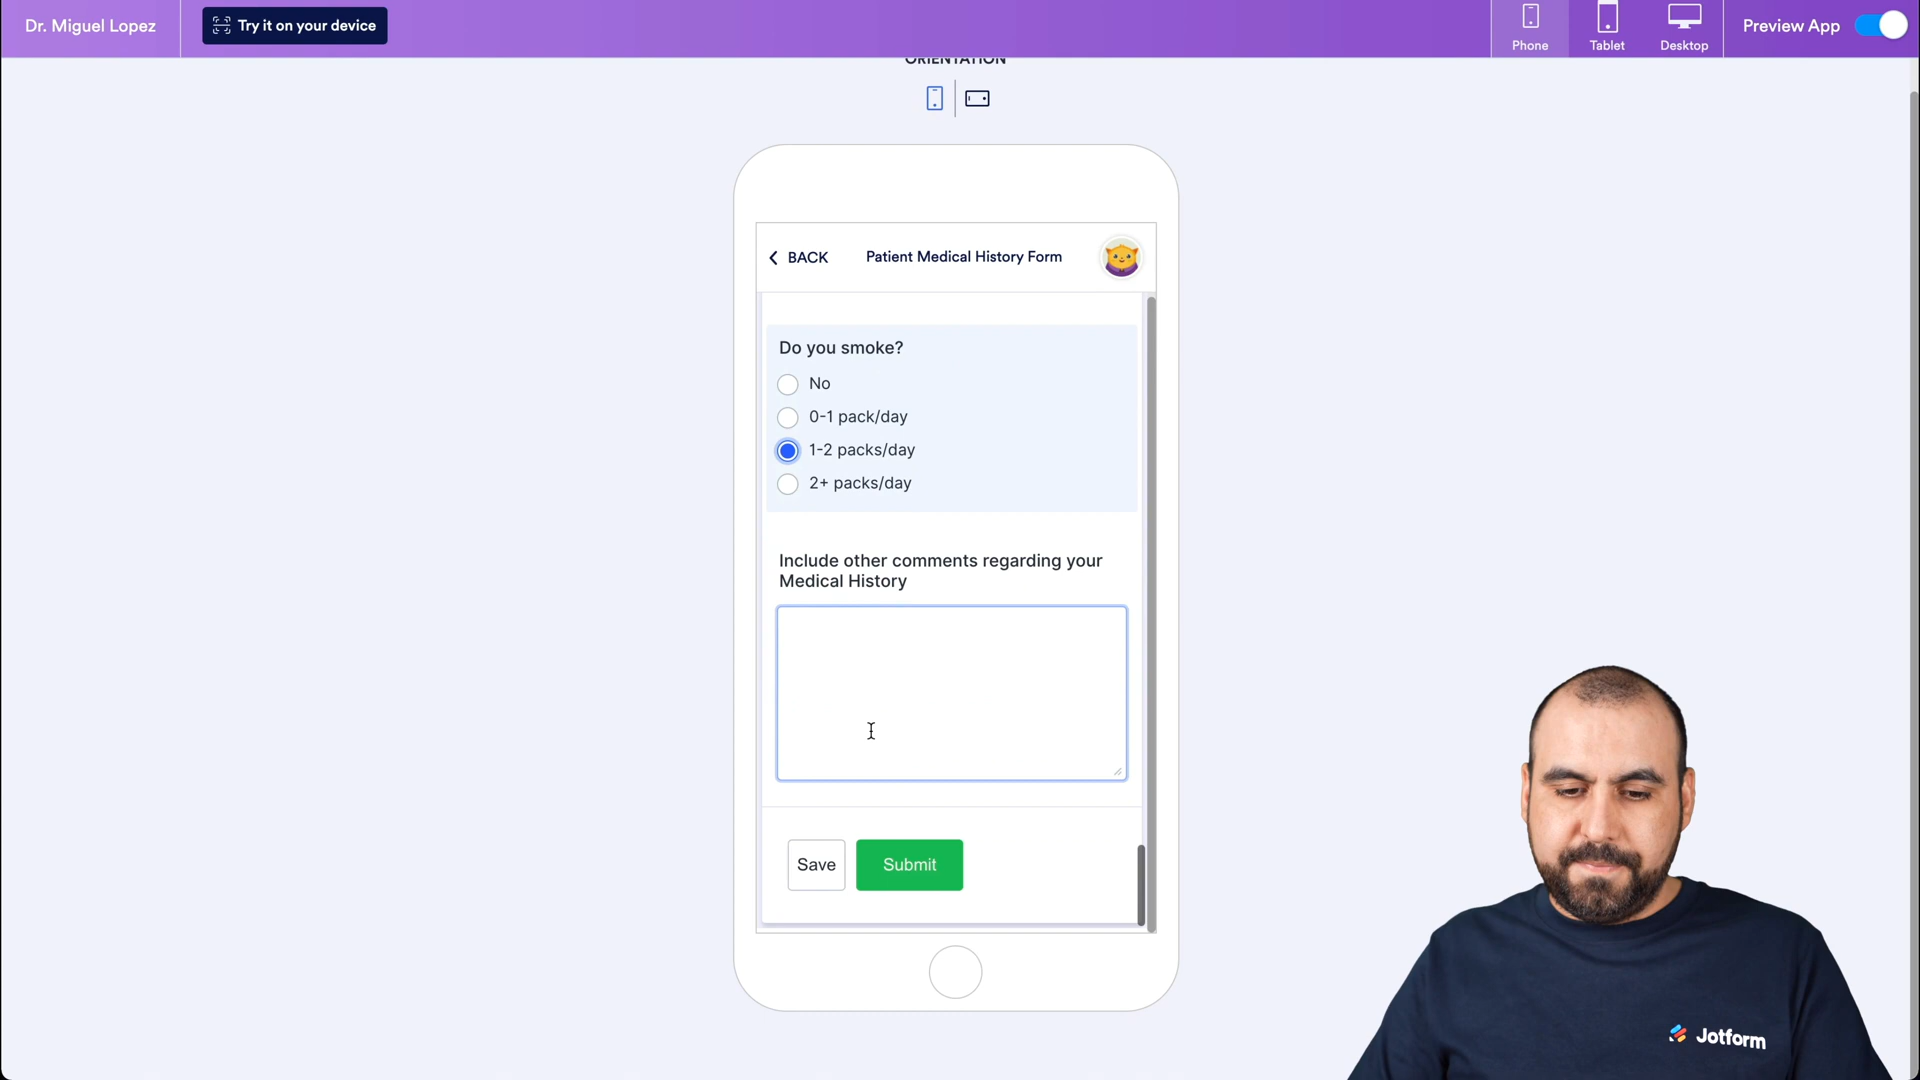 Dr. Miguel Lopez
Try it on your device
Phone
Tablet
Desktop
Preview App
ORIENTATION
BACK
Patient Medical History Form
Do you smoke?
No
0-1 pack/day
1-2 packs/day
2+ packs/day
Include other comments regarding your
Medical History
Save
Submit
Jotform